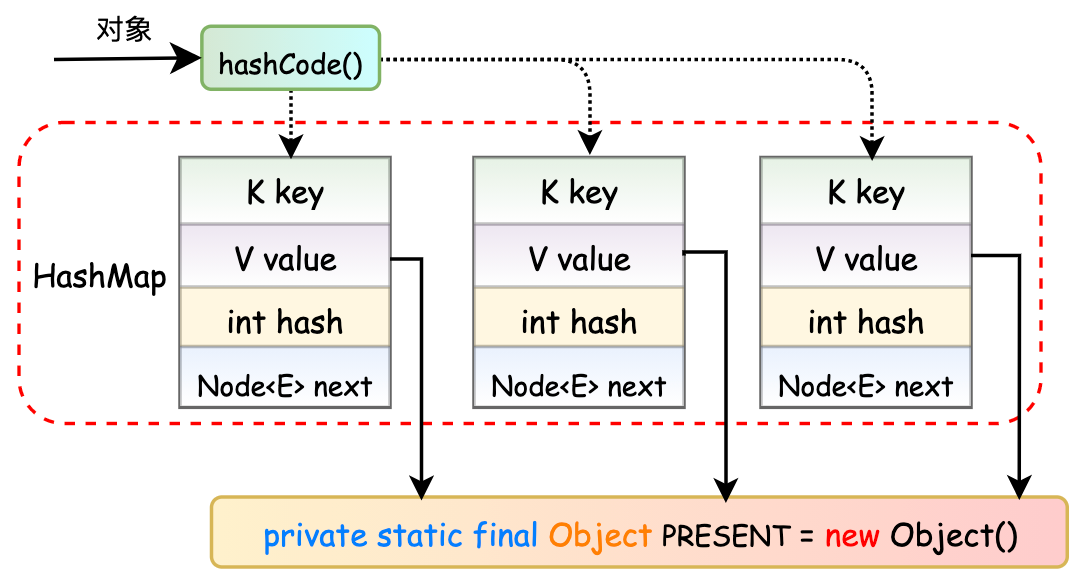 对象
hashCode()
HashMap
K key
V value
int hash
Node<E> next
K key
V value
int hash
Node<E> next
K key
V value
int hash
Node<E> next
private static final Object PRESENT = new Object()